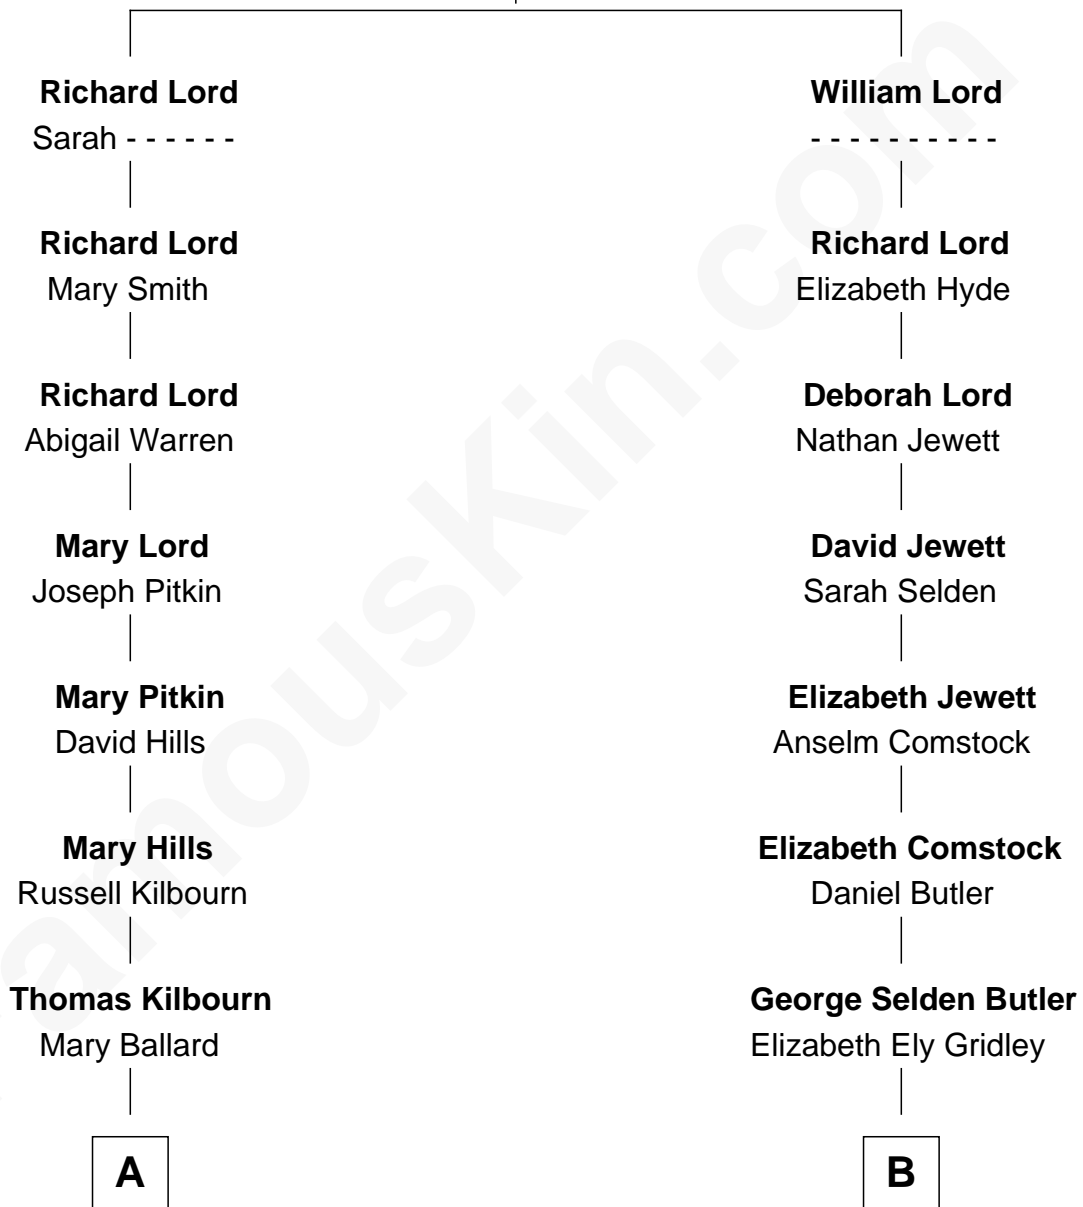 Richard Lord
Sarah - - - - - -
Richard Lord
Mary Smith
Richard Lord
Abigail Warren
Mary Lord
Joseph Pitkin
Mary Pitkin
David Hills
Mary Hills
Russell Kilbourn
Thomas Kilbourn
Mary Ballard
A
William Lord
- - - - - - - - - -
Richard Lord
Elizabeth Hyde
Deborah Lord
Nathan Jewett
David Jewett
Sarah Selden
Elizabeth Jewett
Anselm Comstock
Elizabeth Comstock
Daniel Butler
George Selden Butler
Elizabeth Ely Gridley
B
amouskin.com